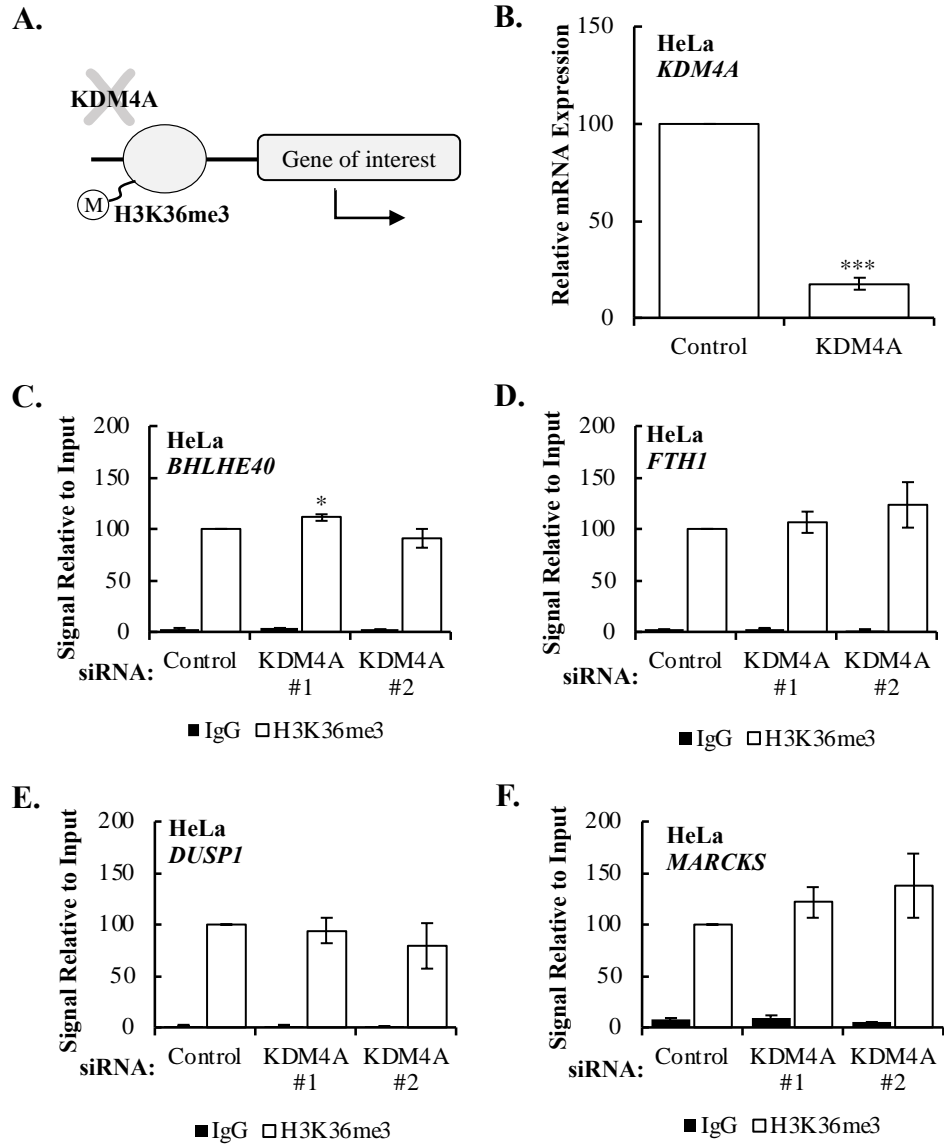 A.
KDM4A
Gene of interest
M
H3K36me3
B.
Relative mRNA Expression
HeLa
KDM4A
100
50
0
***
Control
KDM4A
C.
Signal Relative to Input
200
150
100
50
0
HeLa
BHLHE40
*
siRNA:
Control
KDM4A
#1
KDM4A
#2
IgG
H3K36me3
D.
Signal Relative to Input
200
150
100
50
0
HeLa
FTH1
siRNA:
Control
KDM4A
#1
KDM4A
#2
IgG
H3K36me3
E.
Signal Relative to Input
200
150
100
50
0
HeLa
DUSP1
siRNA:
Control
KDM4A
#1
KDM4A
#2
IgG
H3K36me3
F.
Signal Relative to Input
200
150
100
50
0
HeLa
MARCKS
siRNA:
Control
KDM4A
#1
KDM4A
#2
IgG
H3K36me3